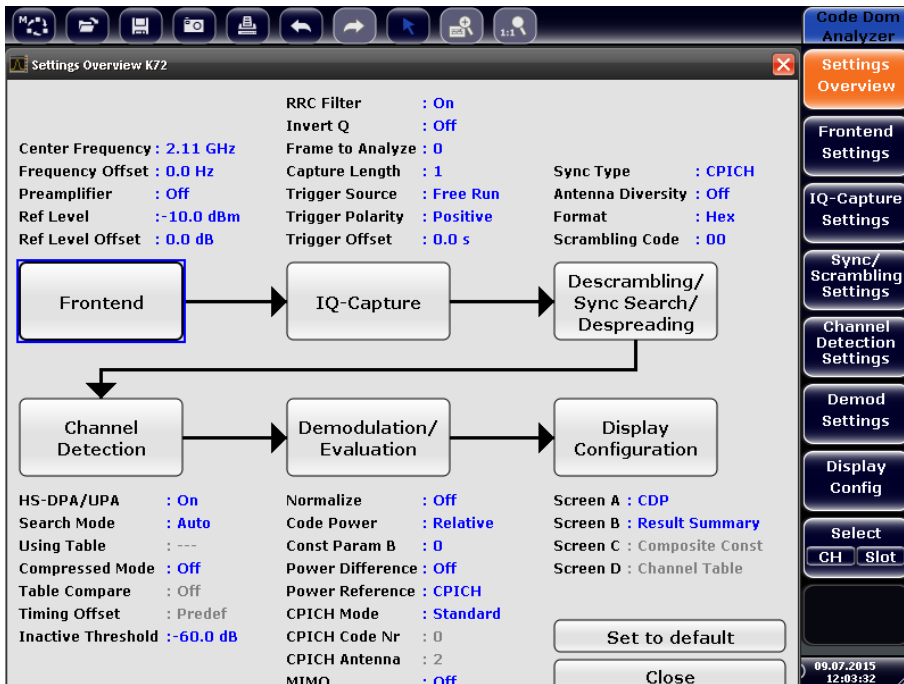 Code Dom
Analyzer
Settings Overview K72
Settings
Overview
RRC Filter : On
Invert Q : Off
Center Frequency : 2.11 GHz
Frame to Analyze : 0
Frequency Offset : 0.0 Hz
Capture Length : 1
Sync Type : CPICH
Preamplifier : Off
Trigger Source : Free Run
Antenna Diversity : Off
Ref Level :-10.0 dBm
Trigger Polarity : Positive
Format : Hex
Ref Level Offset : 0.0 dB
Trigger Offset : 0.0 s
Scrambling Code : 00
Frontend
IQ-Capture
Descrambling/
Sync Search/
Despreading
Channel
Detection
Demodulation/
Evaluation
Display
Configuration
HS-DPA/UPA : On
Search Mode : Auto
Using Table : ---
Compressed Mode : Off
Table Compare : Off
Timing Offset : Predef
Inactive Threshold :-60.0 dB
Normalize : Off
Code Power : Relative
Const Param B : 0
Power Difference : Off
Power Reference : CPICH
CPICH Mode : Standard
CPICH Code Nr : 0
CPICH Antenna : 2
MIMO : Off
Screen A : CDP
Screen B : Result Summary
Screen C : Composite Const
Screen D : Channel Table
Set to default
Close
Frontend
Settings
IQ-Capture
Settings
Sync/
Scrambling
Settings
Channel
Detection
Settings
Demod
Settings
Display
Config
Select
CH Slot
09.07.2015
12:03:32
1:1